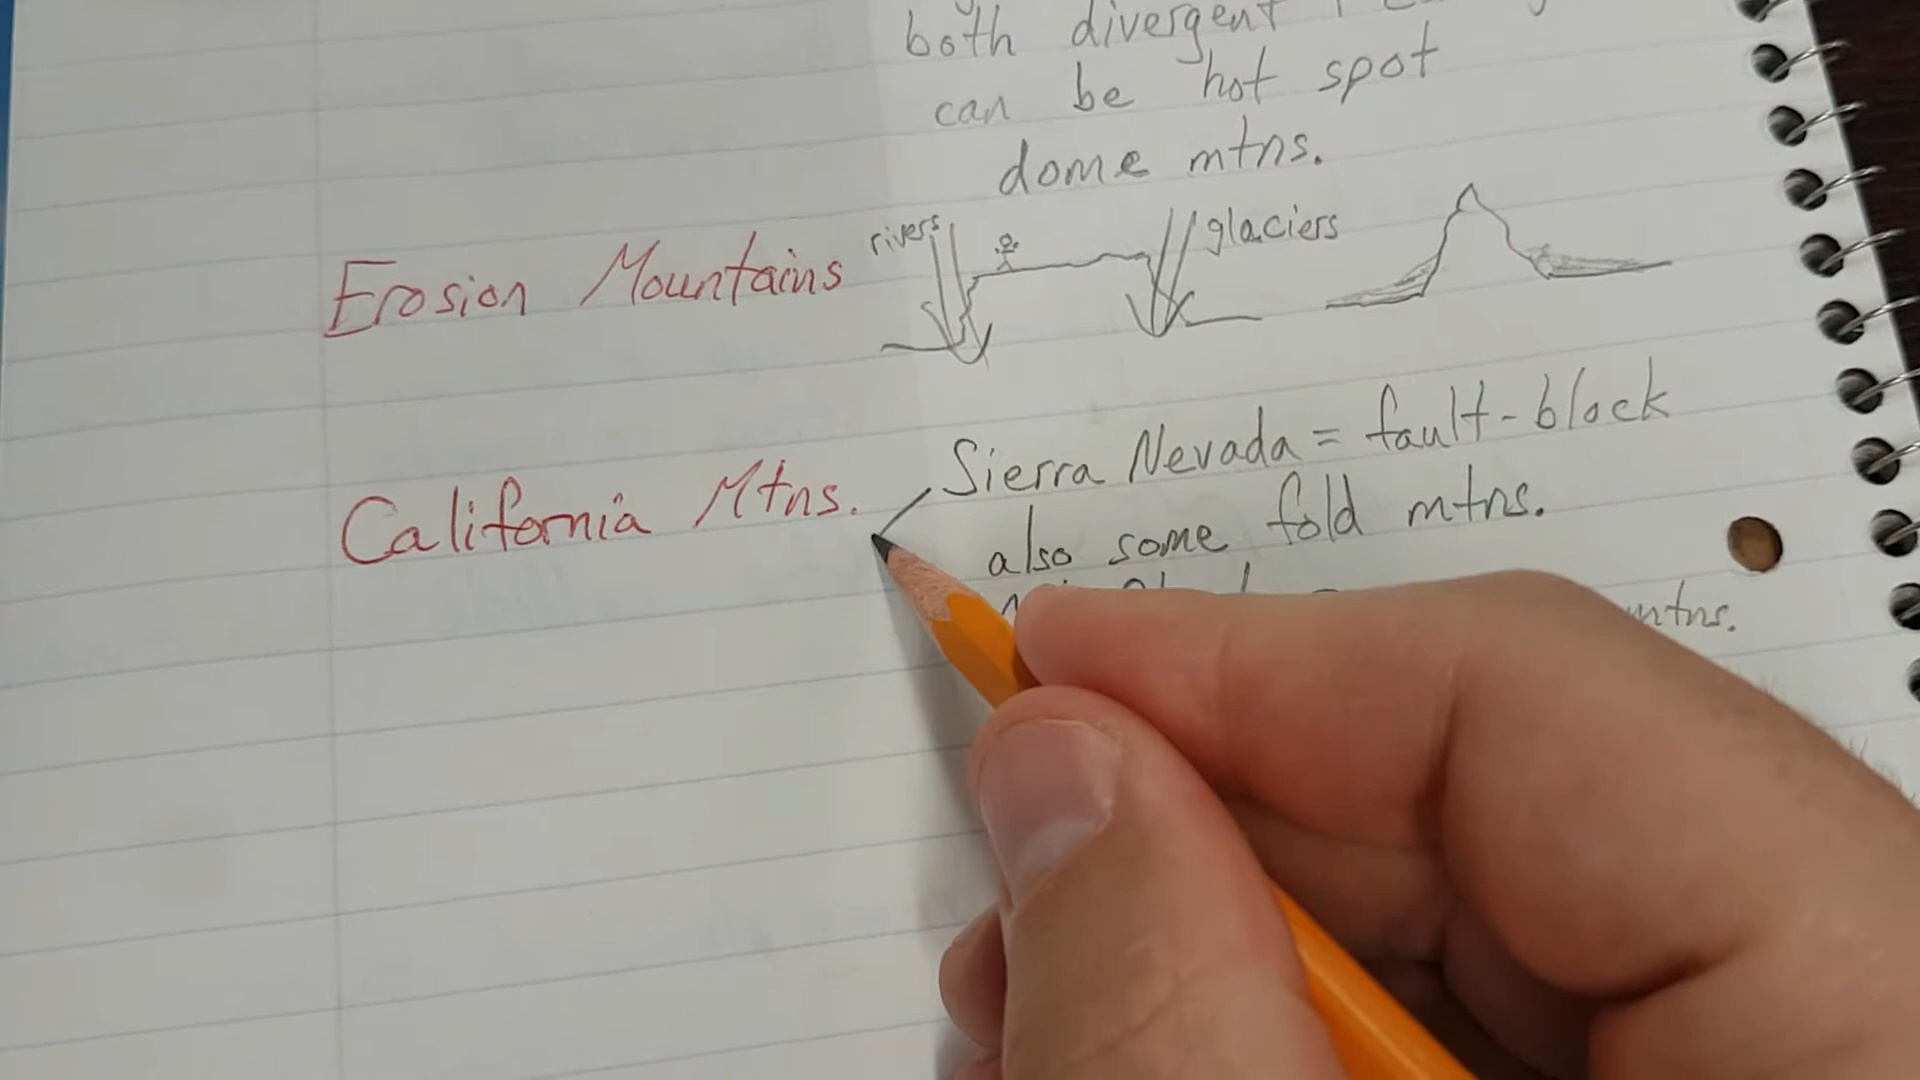 both divergent
can be hot spot
dome mtns.
Erosion Mountains
rivers
glaciers
California Mtns.
Sierra Nevada = fault-block
also some fold mtns.
mtns.